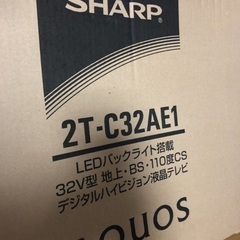 SHARP
2T-C32AE1
LEDバックライト搭載
32V型 地上・BS・110度CS
デジタルハイビジョン液晶テレビ
QUOS